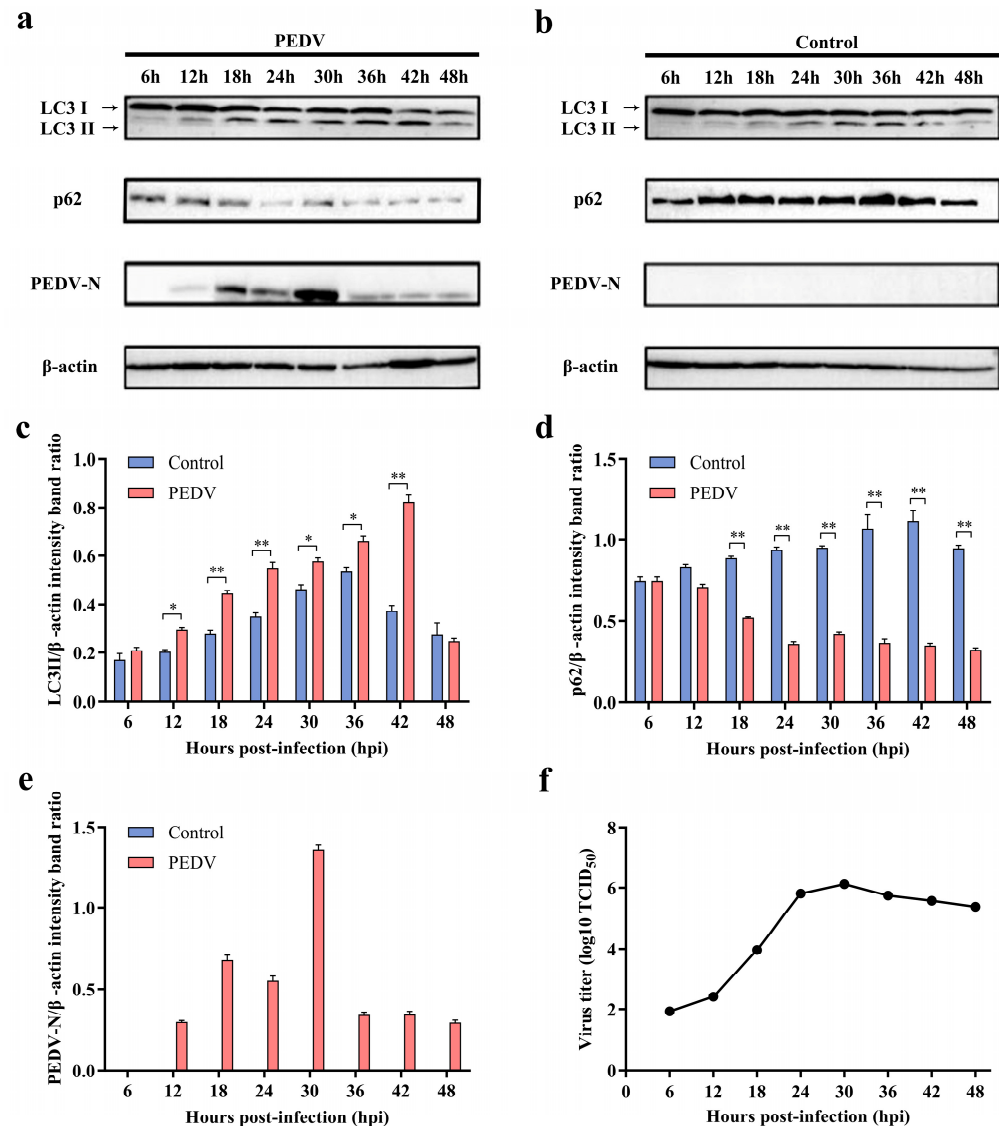 a
PEDV
6h 12h 18h 24h 30h 36h 42h 48h
LC3 I →
LC3 II →
p62
PEDV-N
β-actin
b
Control
6h 12h 18h 24h 30h 36h 42h 48h
LC3 I →
LC3 II →
p62
PEDV-N
β-actin
c
LC3II/β -actin intensity band ratio
1.0
0.8
0.6
0.4
0.2
0.0
Control
PEDV
* ** ** * * **
6 12 18 24 30 36 42 48
Hours post-infection (hpi)
d
p62/β -actin intensity band ratio
1.5
1.0
0.5
0.0
Control
PEDV
** ** ** ** ** **
6 12 18 24 30 36 42 48
Hours post-infection (hpi)
e
PEDV-N/β -actin intensity band ratio
1.5
1.0
0.5
0.0
Control
PEDV
6 12 18 24 30 36 42 48
Hours post-infection (hpi)
f
Virus titer (log10 TCID50)
8
6
4
2
0
0 6 12 18 24 30 36 42 48
Hours post-infection (hpi)